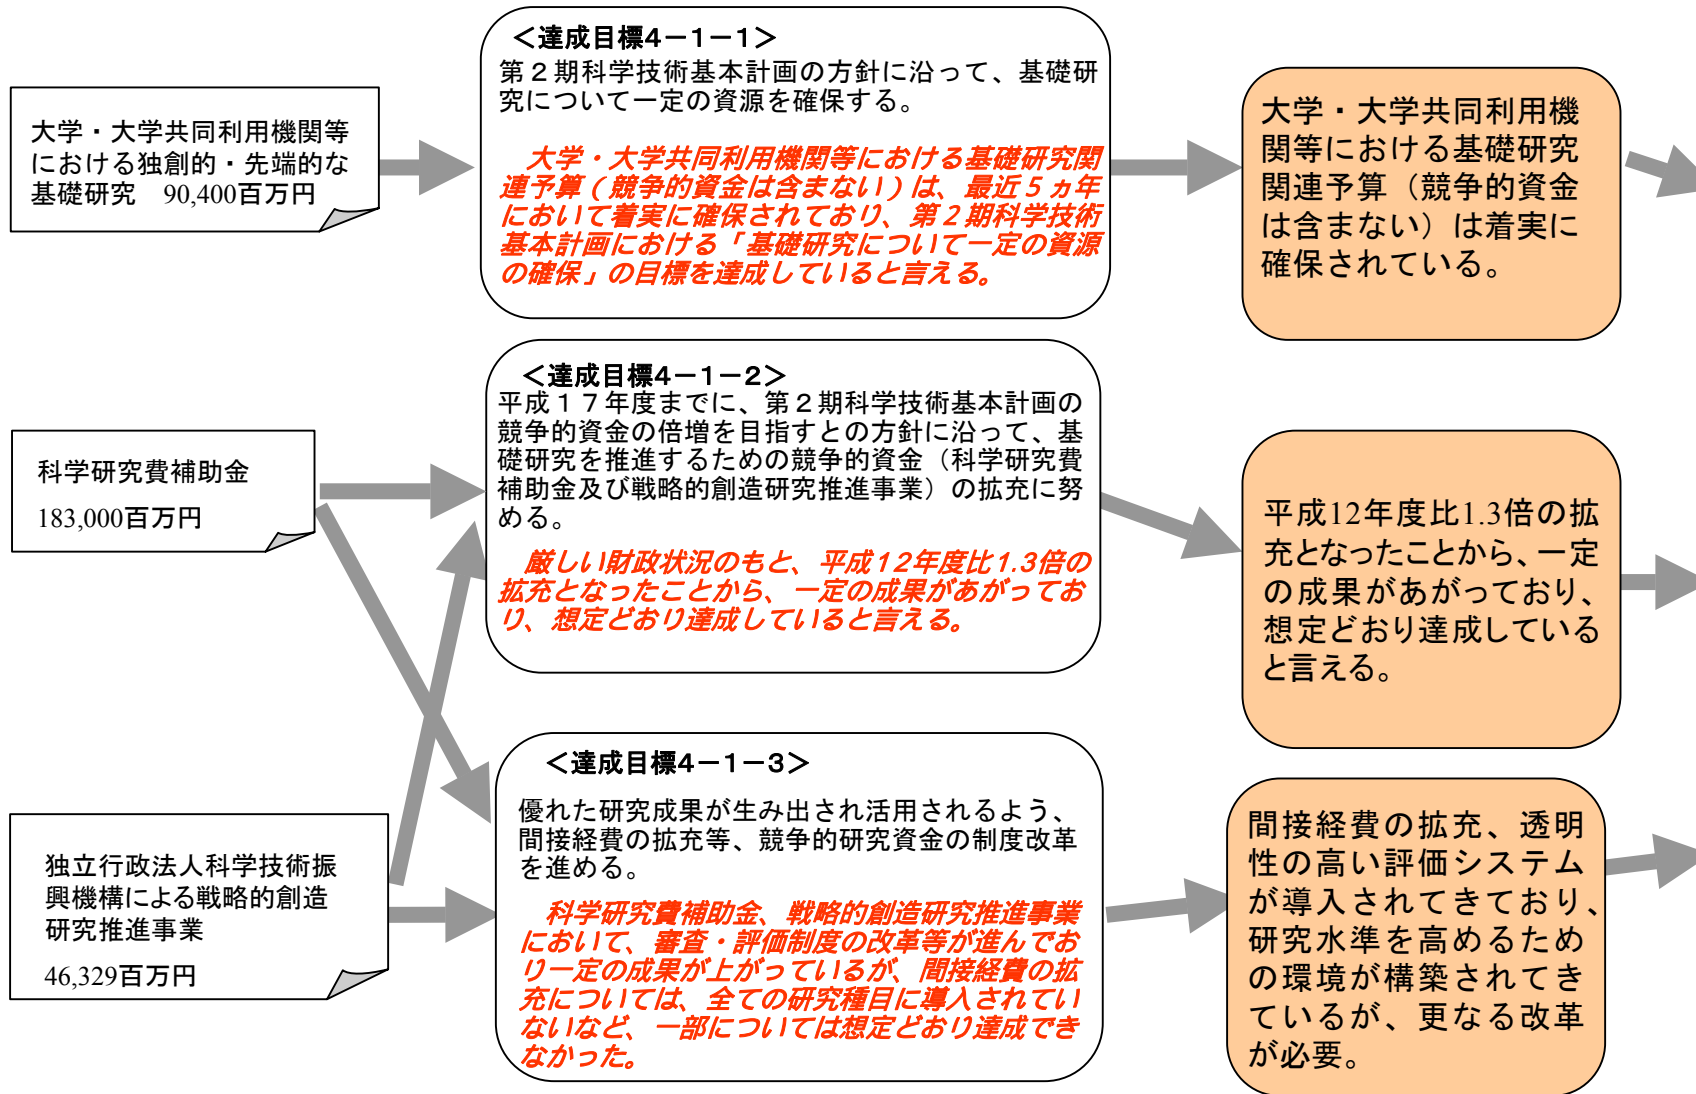 大学・大学共同利用機関等
における独創的・先端的な
基礎研究　90,400百万円
＜達成目標4－1－1＞
第２期科学技術基本計画の方針に沿って、基礎研
究について一定の資源を確保する。
大学・大学共同利用機関等における基礎研究関
連予算（競争的資金は含まない）は、最近５ヵ年
において着実に確保されており、第２期科学技術
基本計画における「基礎研究について一定の資源
の確保」の目標を達成していると言える。
大学・大学共同利用機
関等における基礎研究
関連予算（競争的資金
は含まない）は着実に
確保されている。
科学研究費補助金
183,000百万円
＜達成目標4－1－2＞
平成１７年度までに、第２期科学技術基本計画の
競争的資金の倍増を目指すとの方針に沿って、基
礎研究を推進するための競争的資金（科学研究費
補助金及び戦略的創造研究推進事業）の拡充に努
める。
厳しい財政状況のもと、平成12年度比1.3倍の
拡充となったことから、一定の成果があがってお
り、想定どおり達成していると言える。
平成12年度比1.3倍の拡
充となったことから、一定
の成果があがっており、
想定どおり達成している
と言える。
独立行政法人科学技術振
興機構による戦略的創造
研究推進事業
46,329百万円
＜達成目標4－1－3＞
優れた研究成果が生み出され活用されるよう、
間接経費の拡充等、競争的研究資金の制度改革
を進める。
科学研究費補助金、戦略的創造研究推進事業
において、審査・評価制度の改革等が進んでお
り一定の成果が上がっているが、間接経費の拡
充については、全ての研究種目に導入されてい
ないなど、一部については想定どおり達成でき
なかった。
間接経費の拡充、透明
性の高い評価システム
が導入されてきており、
研究水準を高めるため
の環境が構築されてき
ているが、更なる改革
が必要。